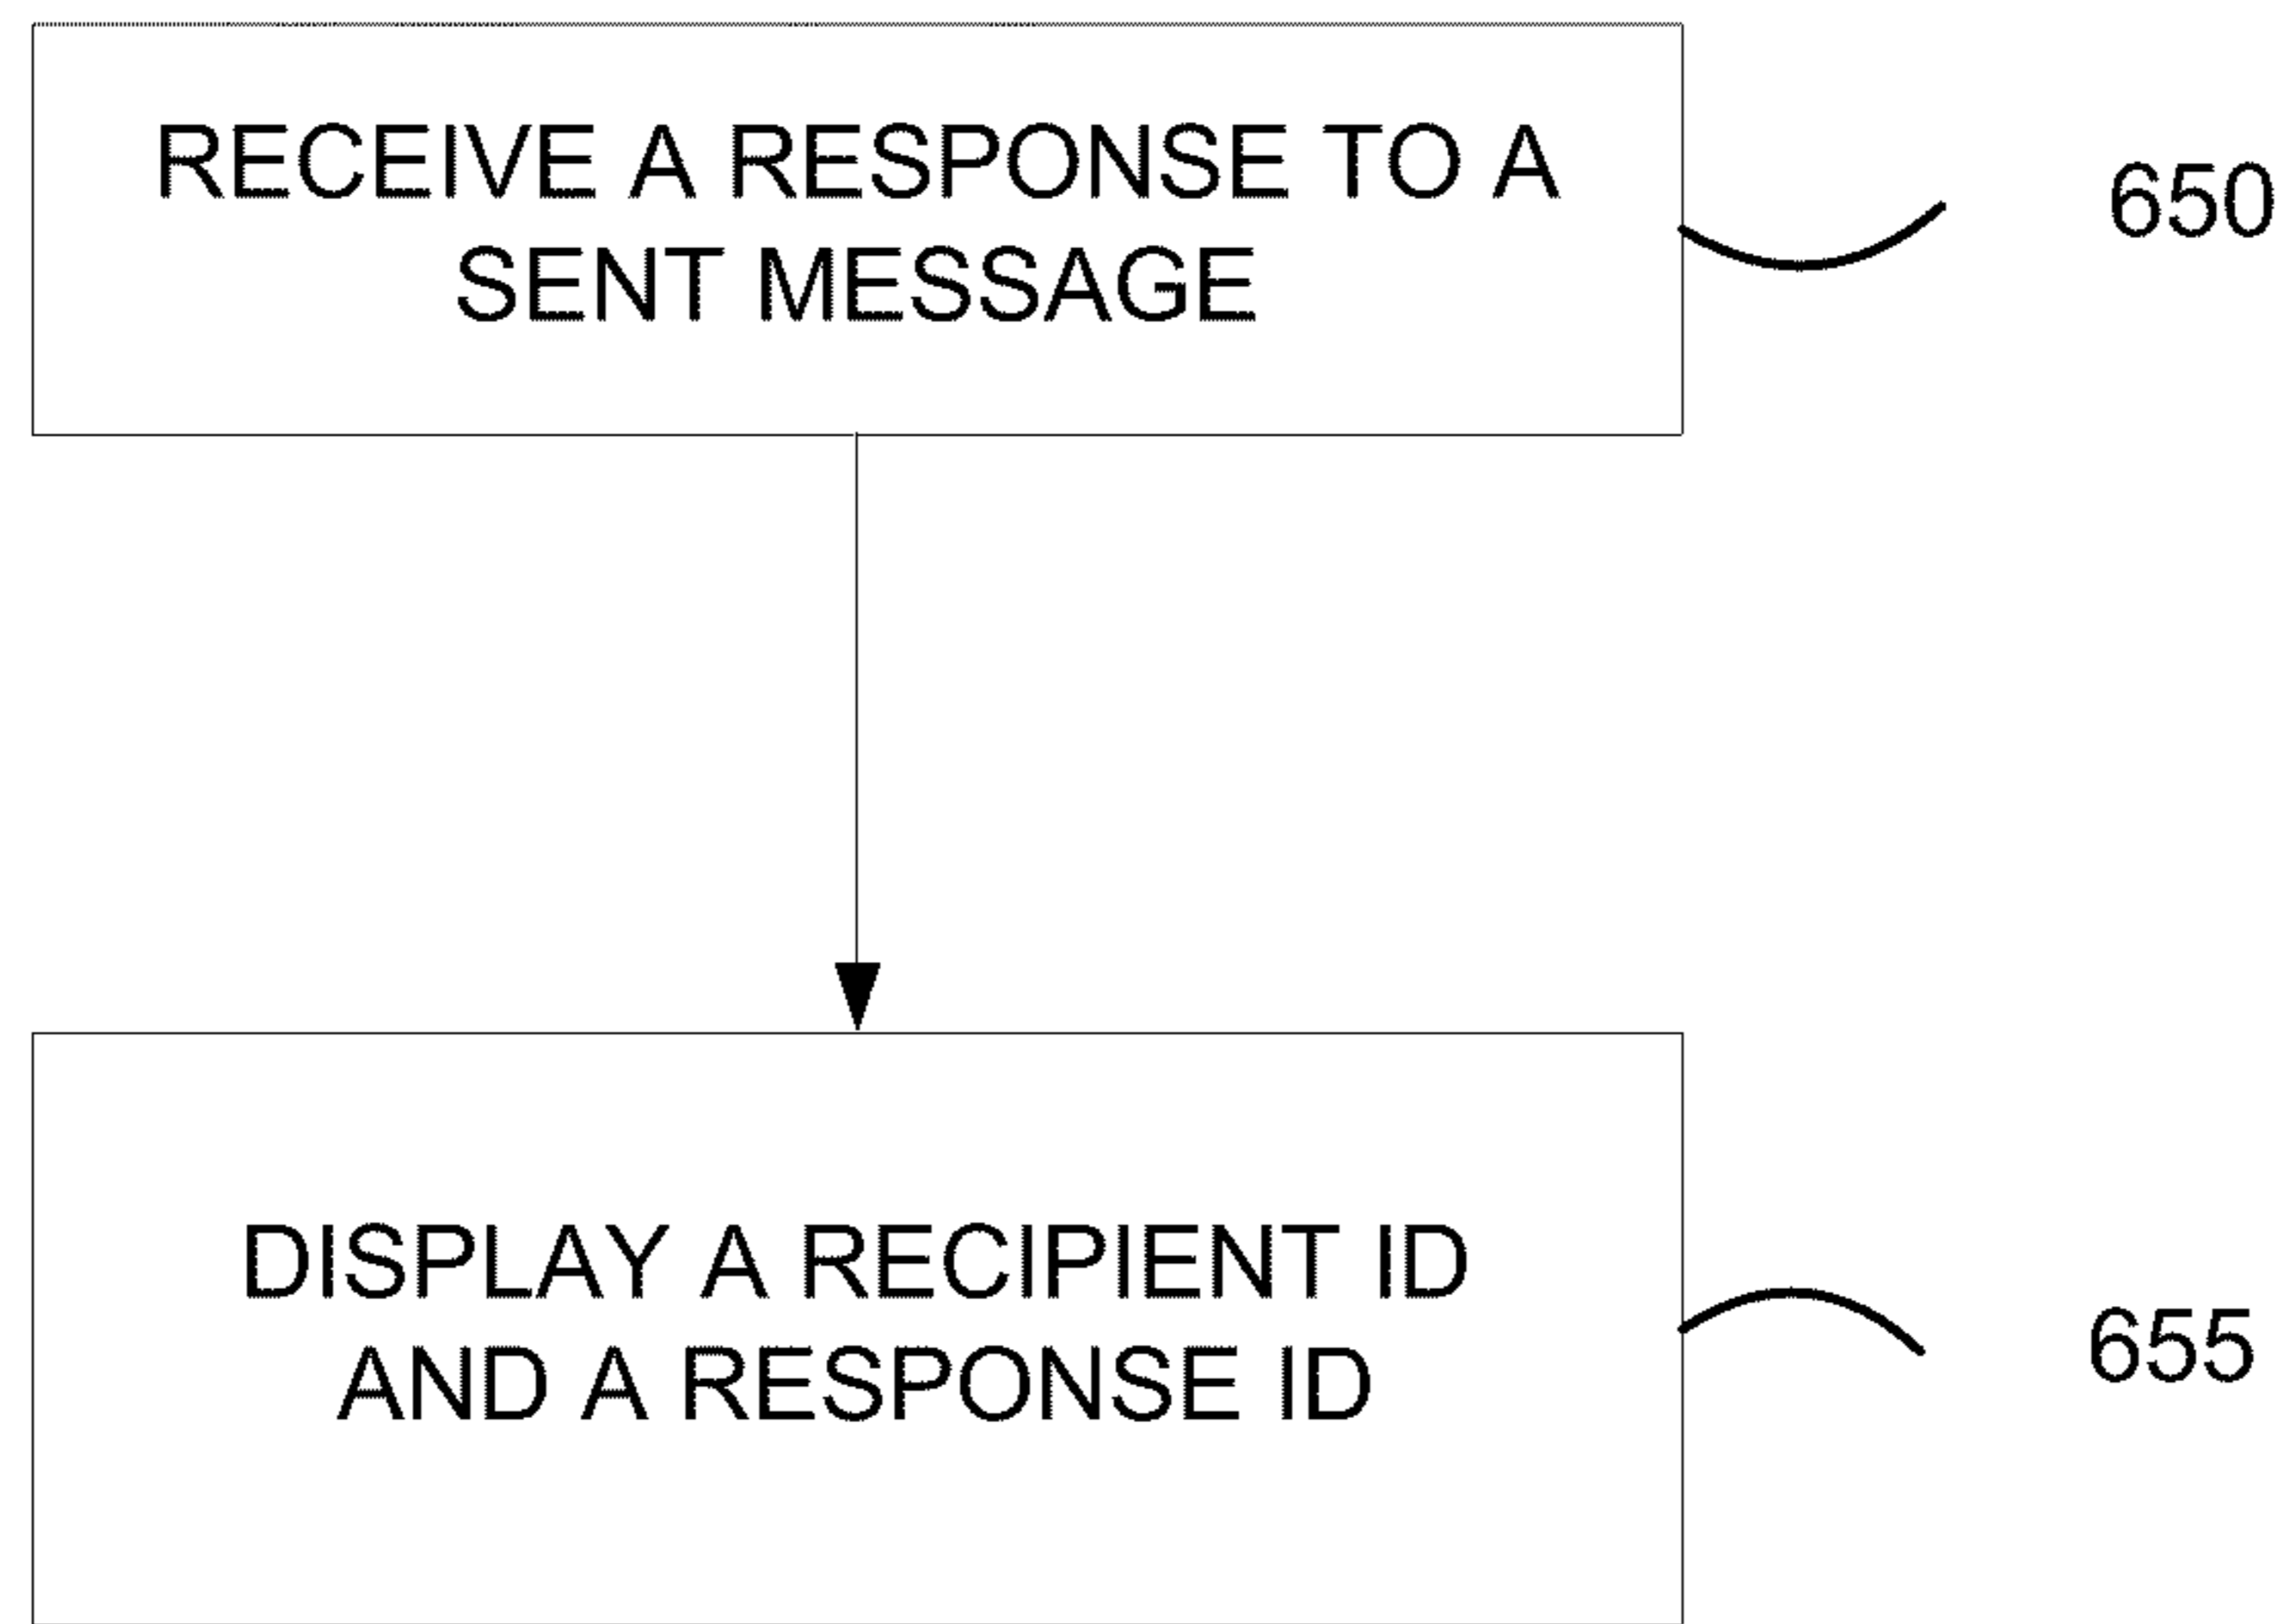 RECEIVE A RESPONSE TO A
SENT MESSAGE
650
DISPLAY A RECIPIENT ID
AND A RESPONSE ID
655